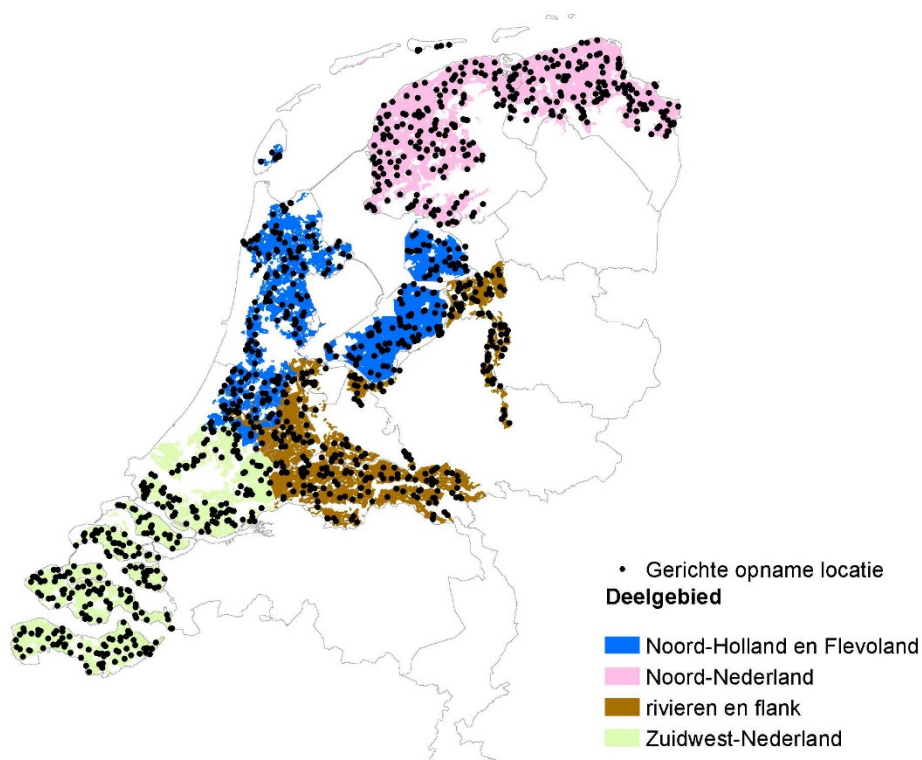 Gerichte opname locatie
Deelgebied
Noord-Holland en Flevoland
Noord-Nederland
rivieren en flank
Zuidwest-Nederland